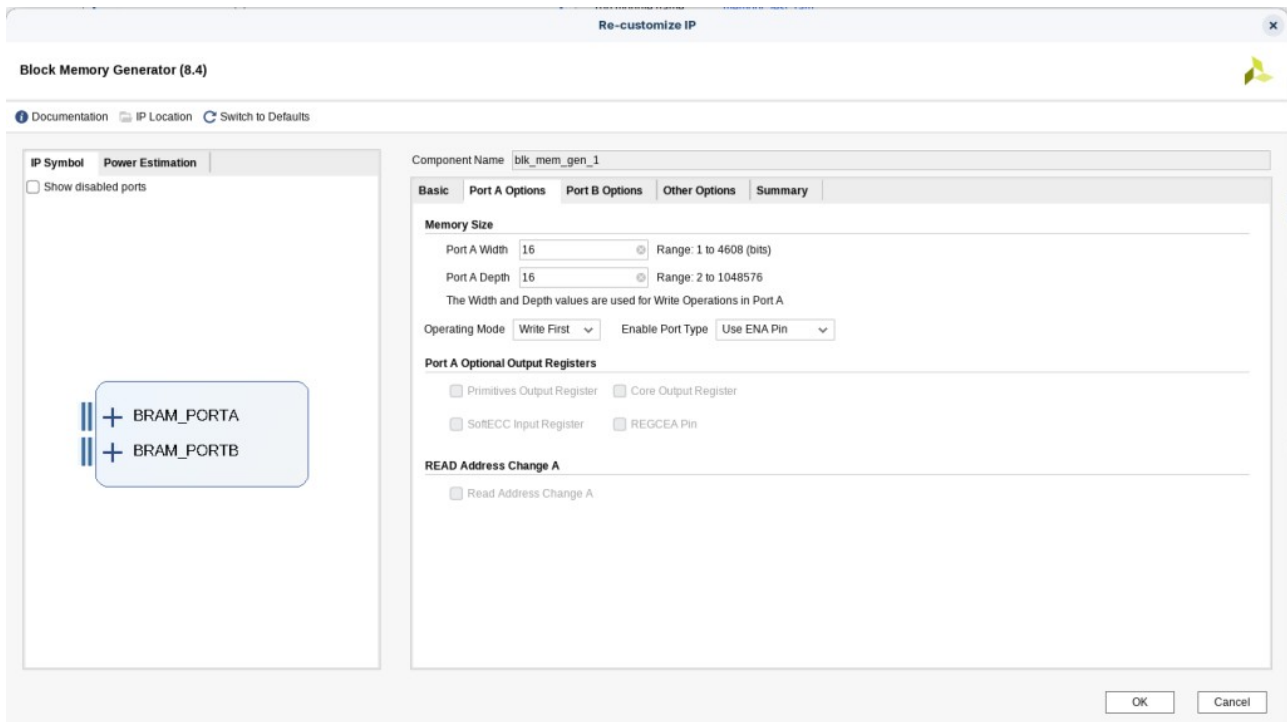 Re-customize IP
Block Memory Generator (8.4)
Documentation IP Location Switch to Defaults
IP Symbol Power Estimation
Show disabled ports
BRAM_PORTA
BRAM_PORTB
Component Name blk_mem_gen_1
Basic Port A Options Port B Options Other Options Summary
Memory Size
Port A Width 16 Range: 1 to 4608 (bits)
Port A Depth 16 Range: 2 to 1048576
The Width and Depth values are used for Write Operations in Port A
Operating Mode Write First Enable Port Type Use ENA Pin
Port A Optional Output Registers
Primitives Output Register Core Output Register
SoftECC Input Register REGCEA Pin
READ Address Change A
Read Address Change A
OK Cancel